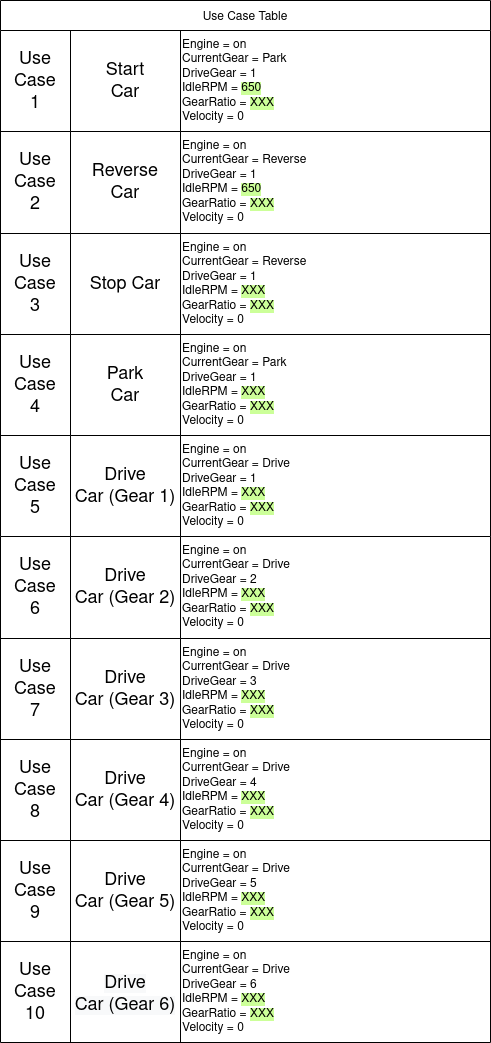 Use Case Table
Use
Case
1
Start
Car
Engine = on
CurrentGear = Park
DriveGear = 1
IdleRPM = 650
GearRatio = XXX
Velocity = 0
Use
Case
2
Reverse
Car
Engine = on
CurrentGear = Reverse
DriveGear = 1
IdleRPM = 650
GearRatio = XXX
Velocity = 0
Use
Case
3
Stop Car
Engine = on
CurrentGear = Reverse
DriveGear = 1
IdleRPM = XXX
GearRatio = XXX
Velocity = 0
Use
Case
4
Park
Car
Engine = on
CurrentGear = Park
DriveGear = 1
IdleRPM = XXX
GearRatio = XXX
Velocity = 0
Use
Case
5
Drive
Car (Gear 1)
Engine = on
CurrentGear = Drive
DriveGear = 1
IdleRPM = XXX
GearRatio = XXX
Velocity = 0
Use
Case
6
Drive
Car (Gear 2)
Engine = on
CurrentGear = Drive
DriveGear = 2
IdleRPM = XXX
GearRatio = XXX
Velocity = 0
Use
Case
7
Drive
Car (Gear 3)
Engine = on
CurrentGear = Drive
DriveGear = 3
IdleRPM = XXX
GearRatio = XXX
Velocity = 0
Use
Case
8
Drive
Car (Gear 4)
Engine = on
CurrentGear = Drive
DriveGear = 4
IdleRPM = XXX
GearRatio = XXX
Velocity = 0
Use
Case
9
Drive
Car (Gear 5)
Engine = on
CurrentGear = Drive
DriveGear = 5
IdleRPM = XXX
GearRatio = XXX
Velocity = 0
Use
Case
10
Drive
Car (Gear 6)
Engine = on
CurrentGear = Drive
DriveGear = 6
IdleRPM = XXX
GearRatio = XXX
Velocity = 0